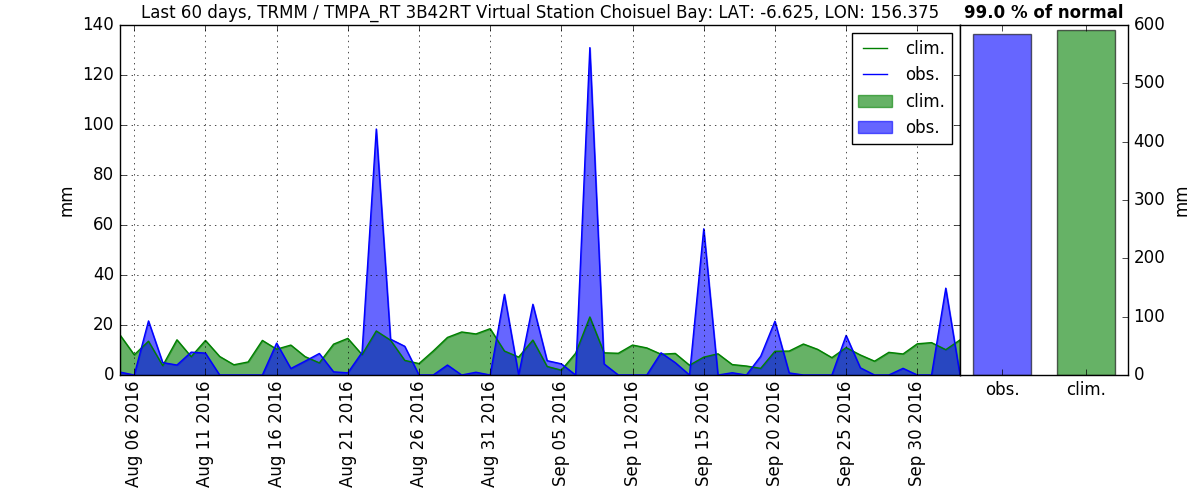 Last 60 days, TRMM / TMPA_RT 3B42RT Virtual Station Choisuel Bay: LAT: -6.625, LON: 156.375
99.0 % of normal
140
120
100
80
60
40
20
0
mm
clim.
obs.
clim.
obs.
600
500
400
300
200
100
0
mm
Aug 06 2016
Aug 11 2016
Aug 16 2016
Aug 21 2016
Aug 26 2016
Aug 31 2016
Sep 05 2016
Sep 10 2016
Sep 15 2016
Sep 20 2016
Sep 25 2016
Sep 30 2016
obs.
clim.